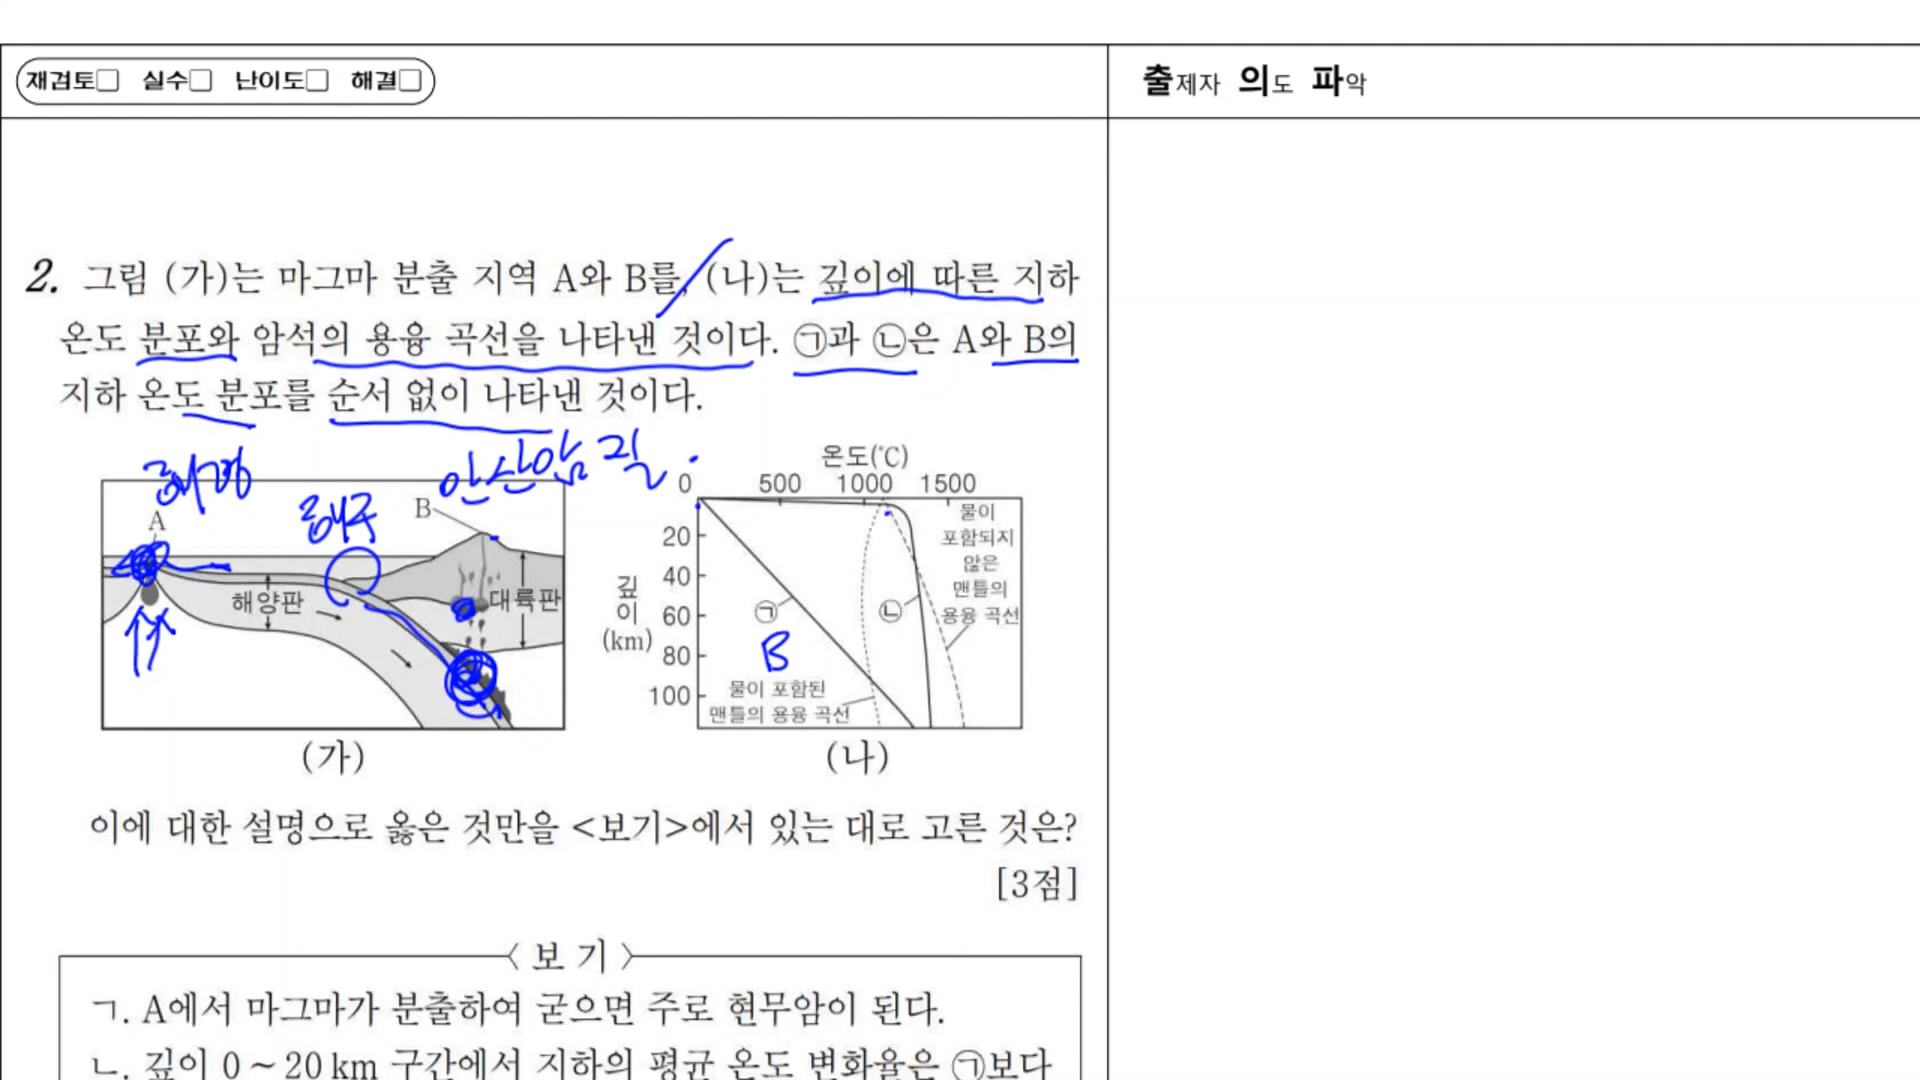 재검토□ 실수□ 난이도□ 해결□
출제자 의도 파악
2. 그림 (가)는 마그마 분출 지역 A와 B를, (나)는 깊이에 따른 지하
온도 분포와 암석의 용융 곡선을 나타낸 것이다. ㉠과 ㉡은 A와 B의
지하 온도 분포를 순서 없이 나타낸 것이다.
해령
해구
안산암질
A
B
해양판
대륙판
(가)
온도(℃)
0 500 1000 1500
20
40
60
80
100
깊이
(km)
㉠
B
㉡
물이
포함되지
않은
맨틀의
용융 곡선
물이 포함된
맨틀의 용융 곡선
(나)
이에 대한 설명으로 옳은 것만을 <보기>에서 있는 대로 고른 것은?
[3점]
〈보 기〉
ㄱ. A에서 마그마가 분출하여 굳으면 주로 현무암이 된다.
ㄴ. 깊이 0 ~ 20 km 구간에서 지하의 평균 온도 변화율은 ㉠보다